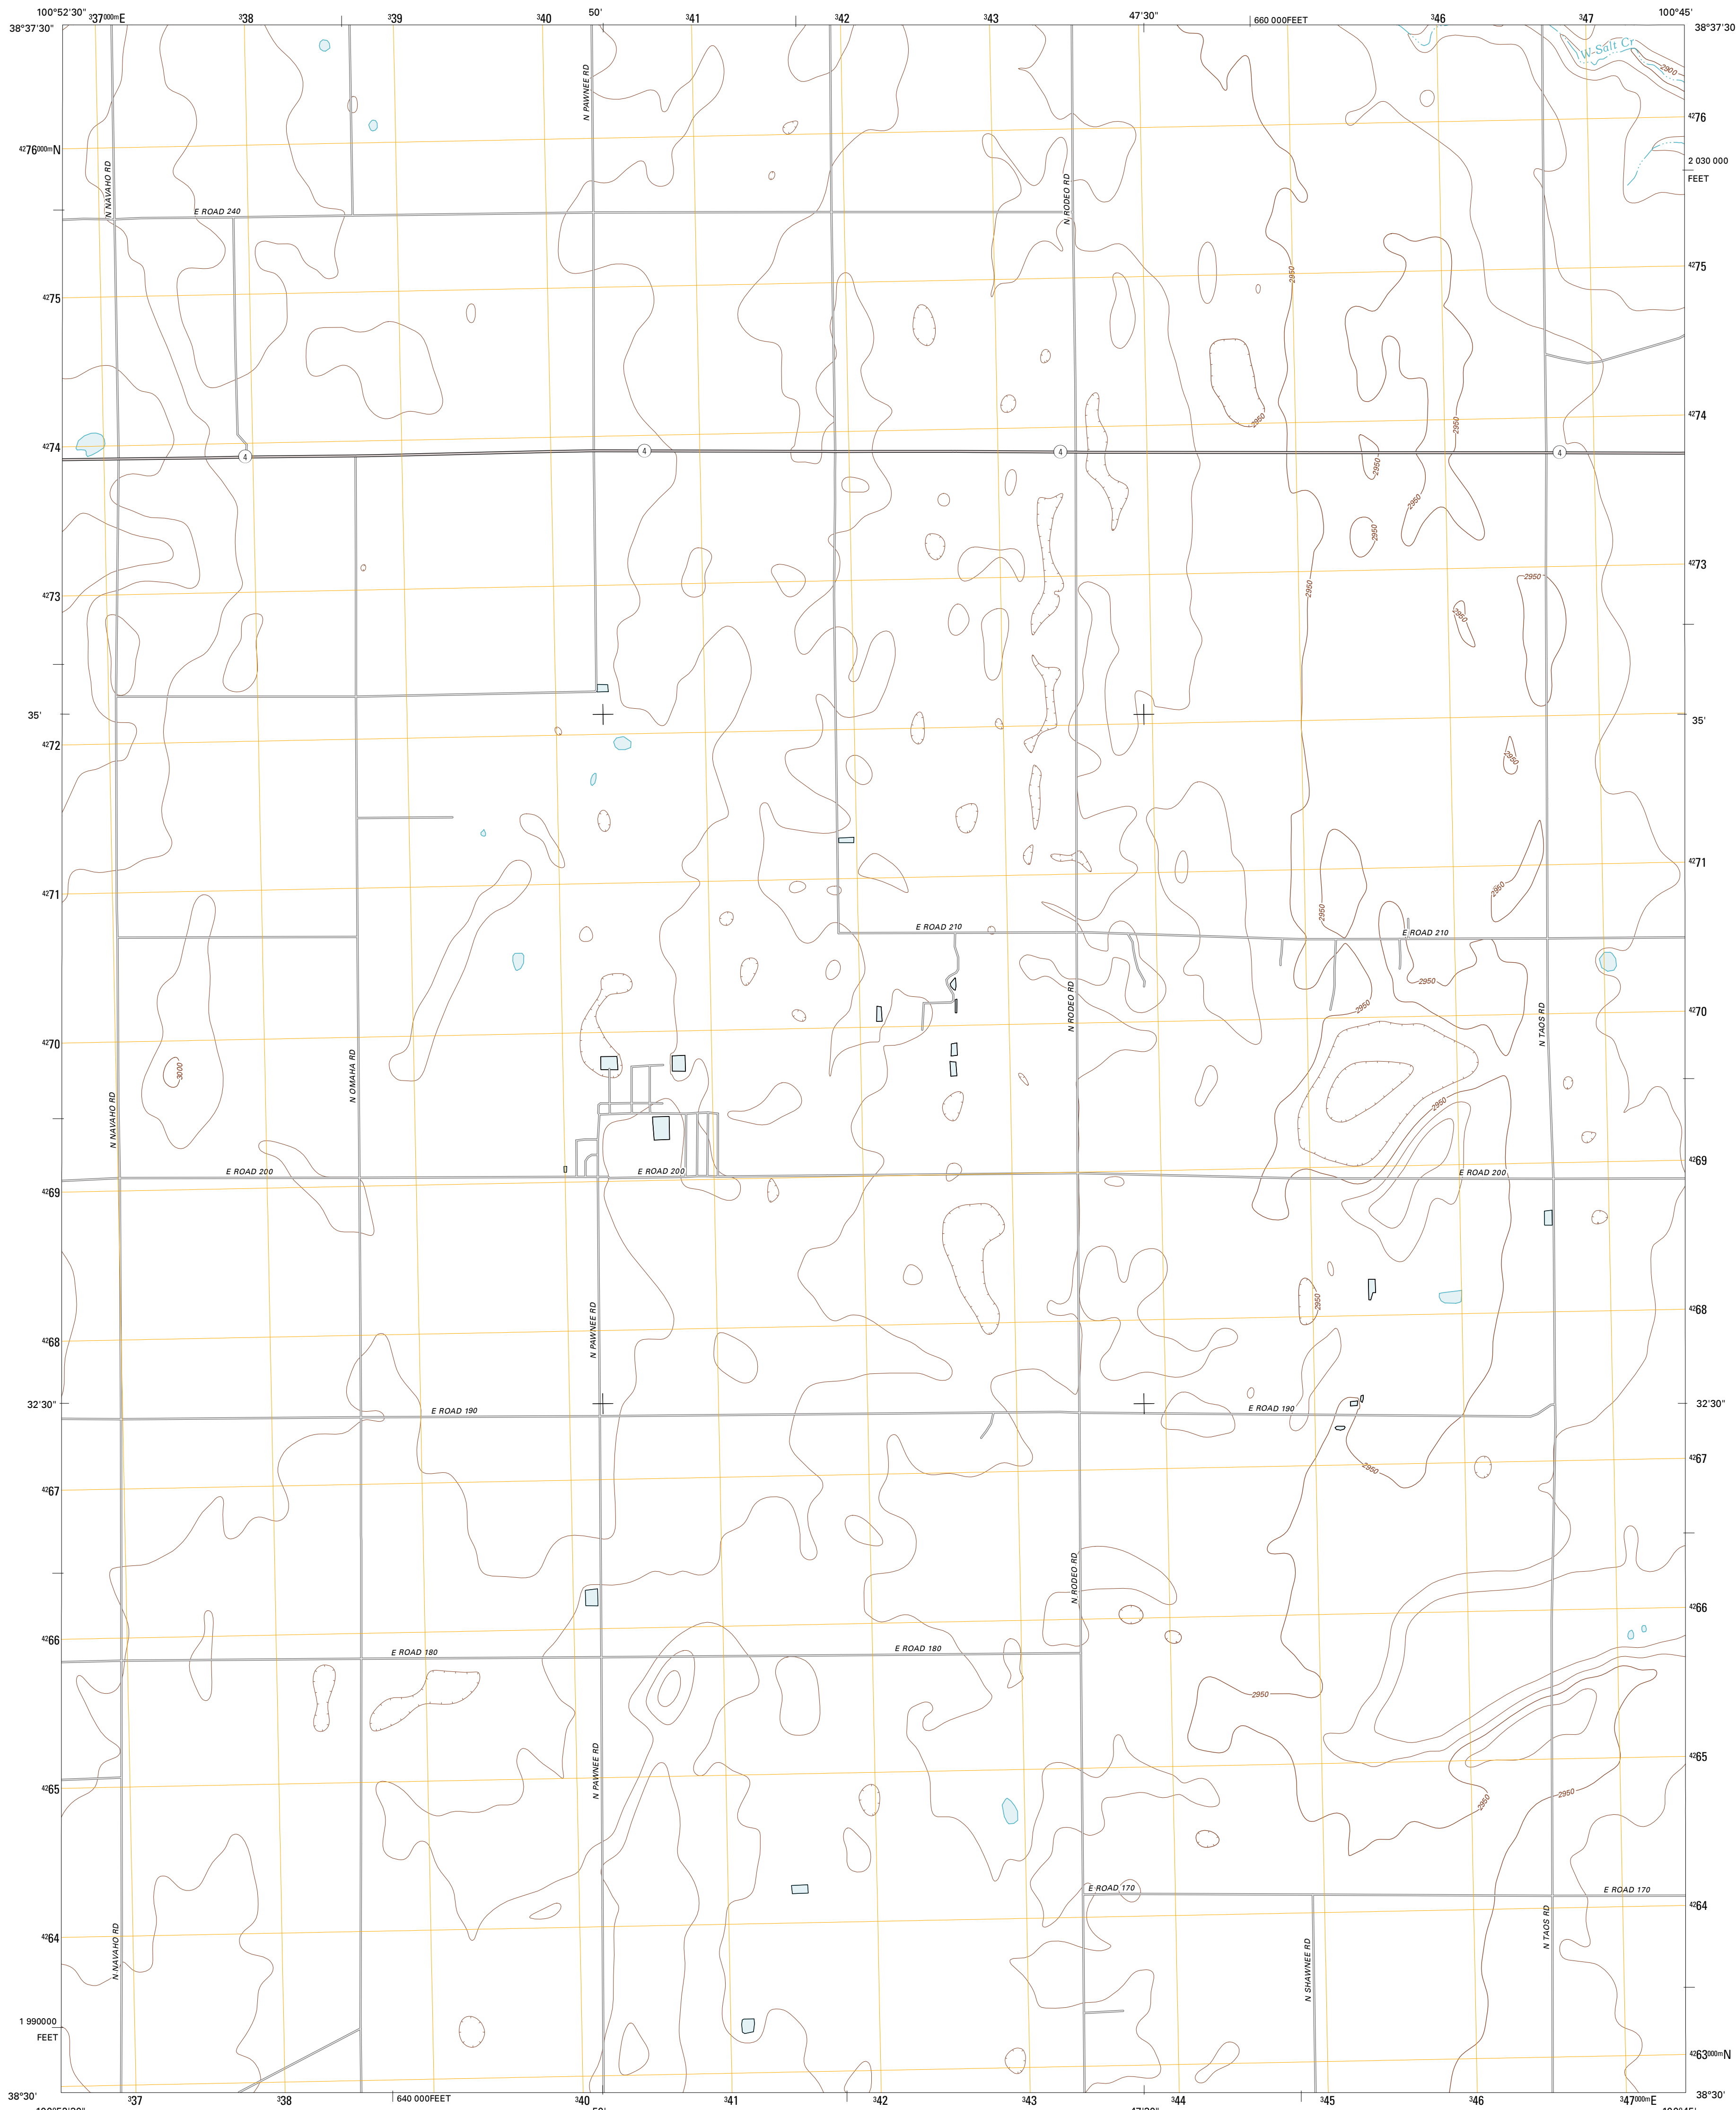 100°52'30"
³37⁰⁰⁰ᵐE
³38
³39
³40
50'
³41
³42
³43
47'30"
660 000FEET
³46
³47
100°45'
38°37'30"
38°37'30
W Salt Cr
2900
N PAWNEE RD
⁴²76
⁴²76⁰⁰⁰ᵐN
2 030 000
FEET
N NAVAHO RD
N RODEO RD
E ROAD 240
⁴²75
2950
⁴²75
⁴²74
2950
2950
⁴²74
4
4
4
4
2950
2950
2950
⁴²73
2950
2950
⁴²73
2950
35'
35'
⁴²72
⁴²72
2950
⁴²71
⁴²71
2950
2950
E ROAD 210
E ROAD 210
2950
N RODEO RD
2950
N TAOS RD
⁴²70
⁴²70
3000
N OMAHA RD
N NAVAHO RD
2950
⁴²69
E ROAD 200
E ROAD 200
E ROAD 200
⁴²69
2950
⁴²68
N PAWNEE RD
⁴²68
32'30"
E ROAD 190
E ROAD 190
32'30"
2950
⁴²67
⁴²67
N RODEO RD
⁴²66
⁴²66
E ROAD 180
E ROAD 180
2950
N PAWNEE RD
⁴²65
⁴²65
2950
2950
E ROAD 170
E ROAD 170
⁴²64
⁴²64
N NAVAHO RD
N SHAWNEE RD
N TAOS RD
1 990000
FEET
⁴²63⁰⁰⁰ᵐN
38°30'
³37
³38
640 000FEET
³40
³41
³42
³43
³44
³45
³46
³47⁰⁰⁰ᵐE
38°30'